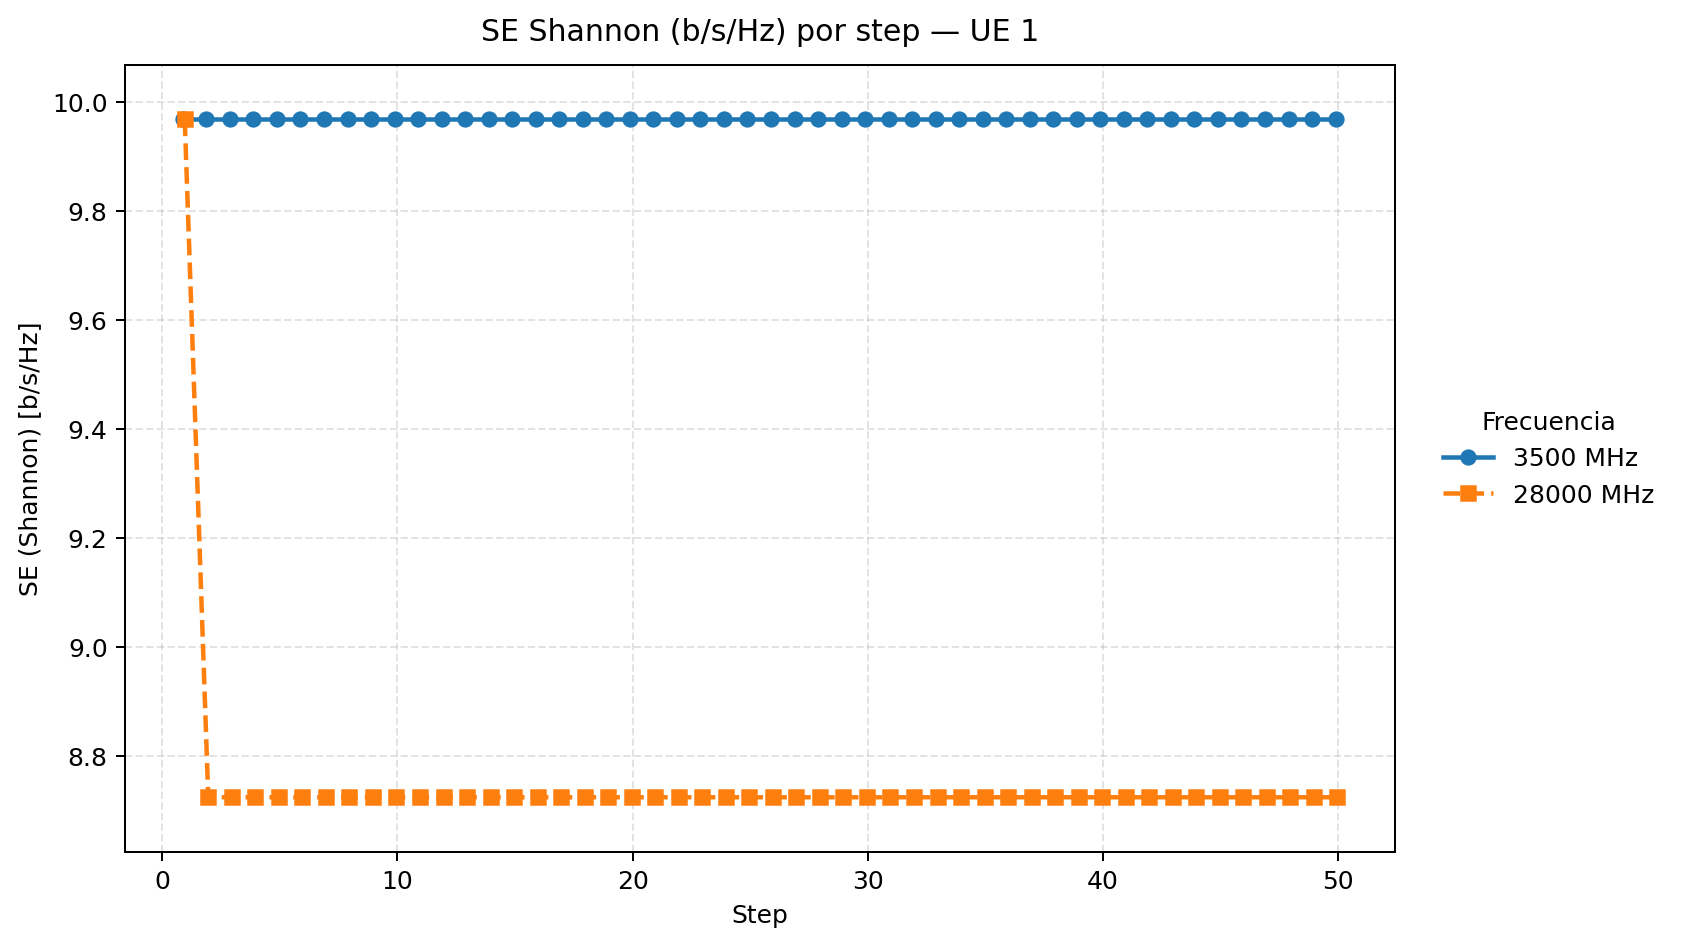 SE Shannon (b/s/Hz) por step — UE 1
SE (Shannon) [b/s/Hz]
10.0
9.8
9.6
9.4
9.2
9.0
8.8
0 10 20 30 40 50
Step
Frecuencia
3500 MHz
28000 MHz